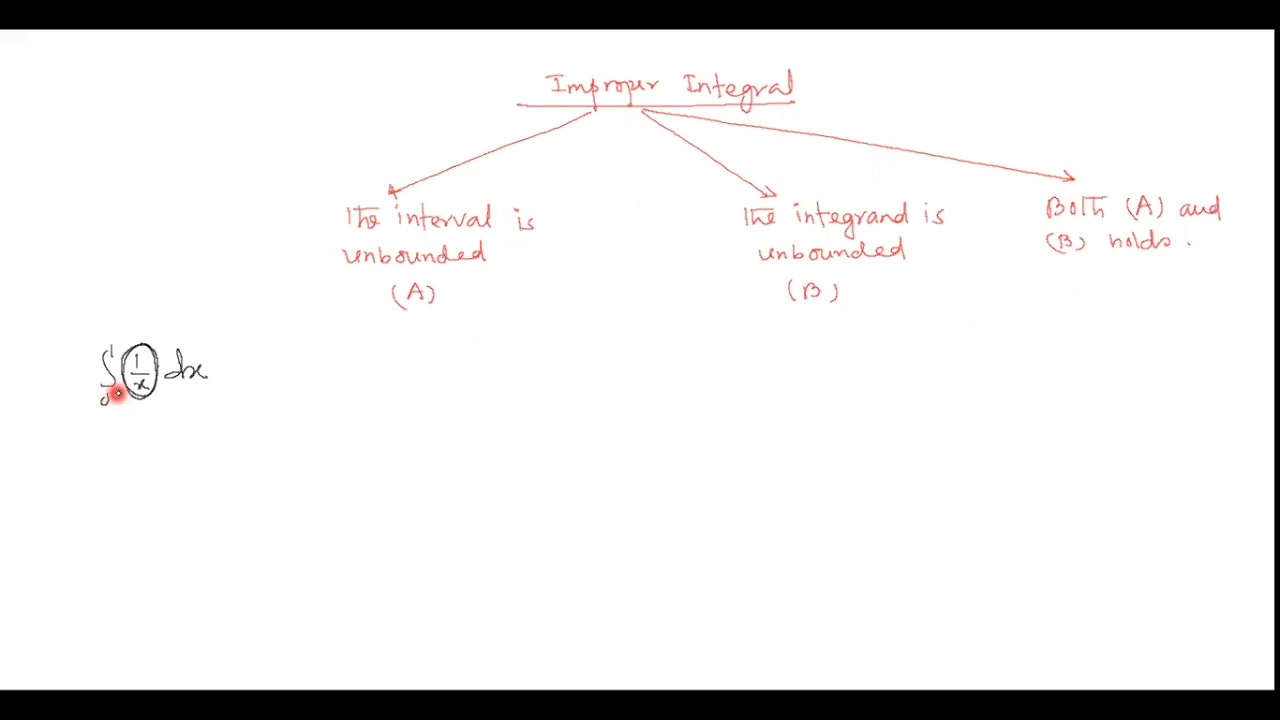 Improper Integral
The interval is
unbounded
(A)
The integrand is
unbounded
(B)
Both (A) and
(B) holds.
∫₀¹ 1/x dx